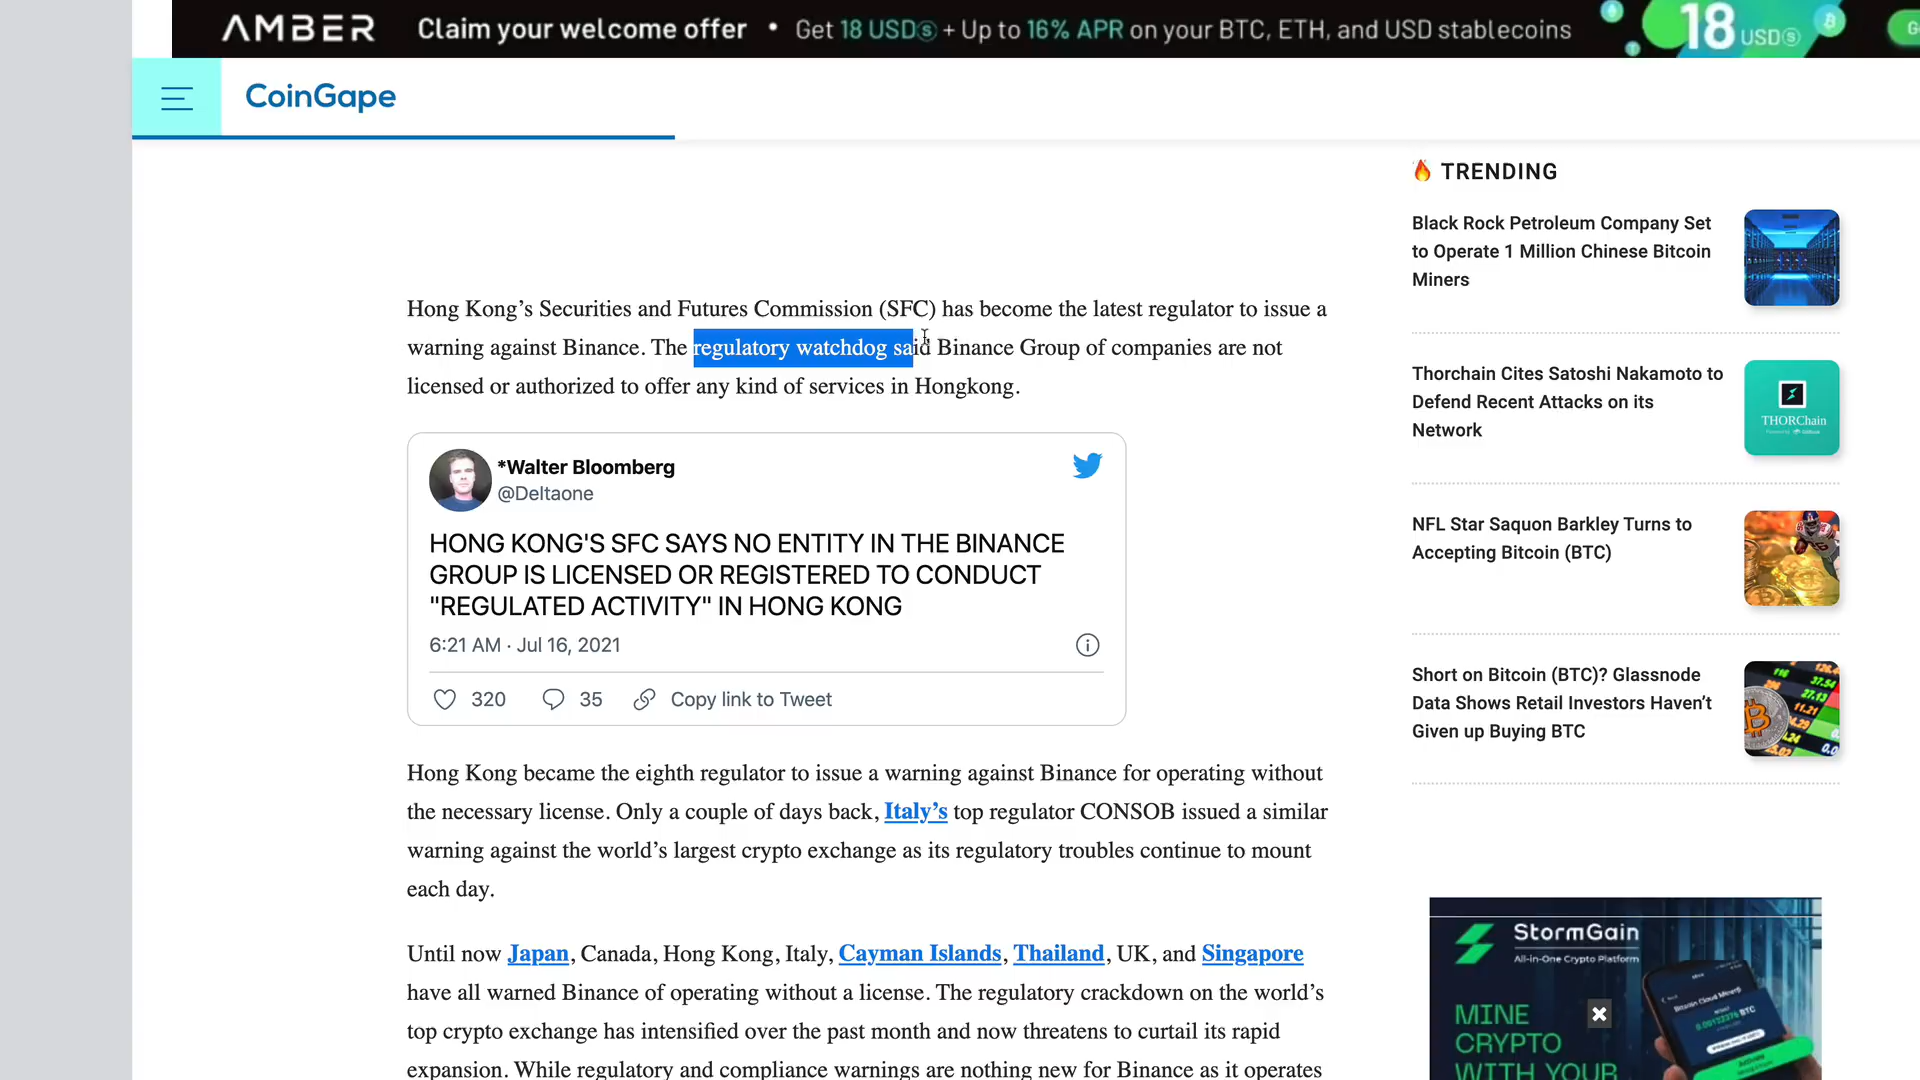 AMBER Claim your welcome offer • Get 18 USDⓢ + Up to 16% APR on your BTC, ETH, and USD stablecoins 18 USDⓢ
CoinGape
Hong Kong’s Securities and Futures Commission (SFC) has become the latest regulator to issue a
warning against Binance. The regulatory watchdog said Binance Group of companies are not
licensed or authorized to offer any kind of services in Hongkong.
*Walter Bloomberg
@Deltaone
HONG KONG'S SFC SAYS NO ENTITY IN THE BINANCE
GROUP IS LICENSED OR REGISTERED TO CONDUCT
"REGULATED ACTIVITY" IN HONG KONG
6:21 AM · Jul 16, 2021
320 35 Copy link to Tweet
Hong Kong became the eighth regulator to issue a warning against Binance for operating without
the necessary license. Only a couple of days back, Italy’s top regulator CONSOB issued a similar
warning against the world’s largest crypto exchange as its regulatory troubles continue to mount
each day.
Until now Japan, Canada, Hong Kong, Italy, Cayman Islands, Thailand, UK, and Singapore
have all warned Binance of operating without a license. The regulatory crackdown on the world’s
top crypto exchange has intensified over the past month and now threatens to curtail its rapid
expansion. While regulatory and compliance warnings are nothing new for Binance as it operates
TRENDING
Black Rock Petroleum Company Set
to Operate 1 Million Chinese Bitcoin
Miners
Thorchain Cites Satoshi Nakamoto to
Defend Recent Attacks on its
Network
THORChain
NFL Star Saquon Barkley Turns to
Accepting Bitcoin (BTC)
Short on Bitcoin (BTC)? Glassnode
Data Shows Retail Investors Haven’t
Given up Buying BTC
StormGain
All-in-One Crypto Platform
MINE
CRYPTO
WITH YOUR